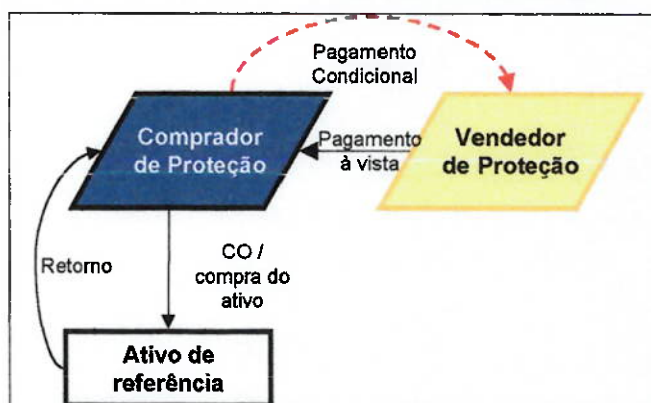 Pagamento
Condicional
Comprador
de Proteção
Pagamento
à vista
Vendedor
de Proteção
Retorno
CO /
compra do
ativo
Ativo de
referência